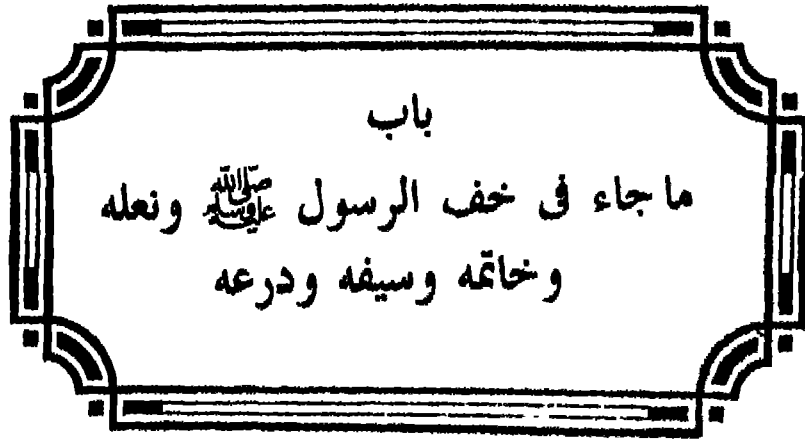 باب
ما جاء فى خف الرسول ﷺ ونعله
وخاتمه وسيفه ودرعه